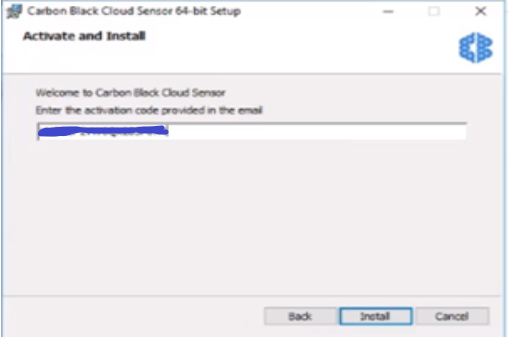 Carbon Black Cloud Sensor 64-bit Setup
Activate and Install
Welcome to Carbon Black Cloud Sensor
Enter the activation code provided in the email
Back Install Cancel